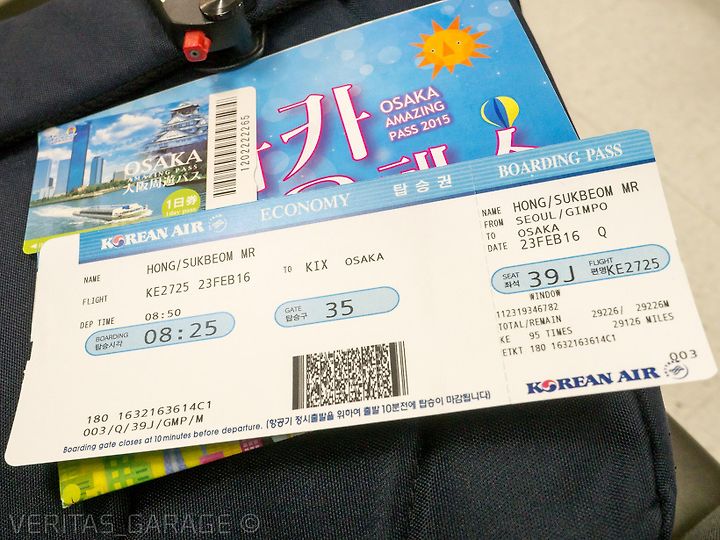 OSAKA
AMAZING
PASS 2015
카
OSAKA
AMAZING PASS
大阪周遊パス
1日券
1day pass
1202222265
BOARDING PASS
ECONOMY 탑승권
KOREAN AIR
NAME HONG/SUKBEOM MR
TO KIX OSAKA
FLIGHT KE2725 23FEB16
DEP TIME 08:50
BOARDING
탑승시각 08:25
GATE
탑승구 35
180 1632163614C1
003/Q/39J/GMP/M
Boarding gate closes at 10 minutes before departure. (항공기 정시출발을 위하여 출발 10분전에 탑승이 마감됩니다)
NAME HONG/SUKBEOM MR
FROM SEOUL/GIMPO
TO OSAKA
DATE 23FEB16 Q
SEAT
좌석 39J
FLIGHT
편명 KE2725
WINDOW
112319346782
TOTAL/REMAIN 29226/ 29226M
KE 95 TIMES 29126 MILES
ETKT 180 1632163614C1
003
KOREAN AIR
VERITAS_GARAGE ©